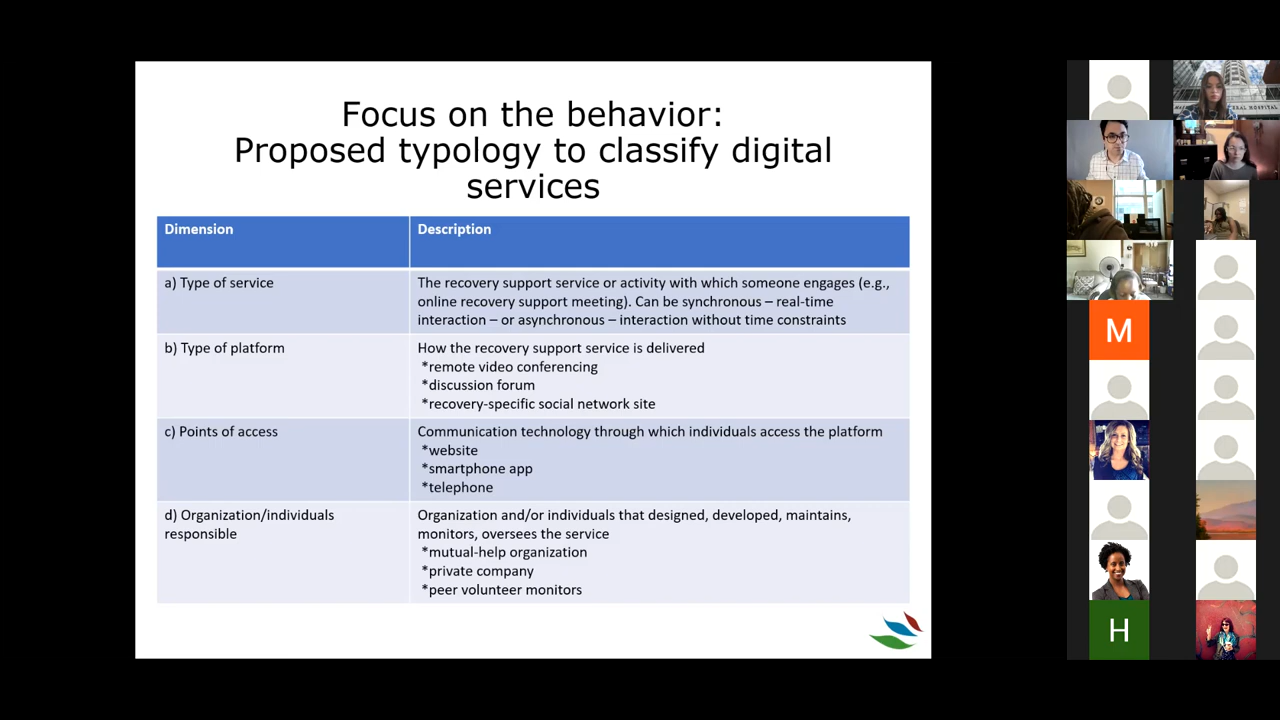 Focus on the behavior:
Proposed typology to classify digital
services
Dimension
Description
a) Type of service
The recovery support service or activity with which someone engages (e.g.,
online recovery support meeting). Can be synchronous – real-time
interaction – or asynchronous – interaction without time constraints
b) Type of platform
How the recovery support service is delivered
*remote video conferencing
*discussion forum
*recovery-specific social network site
c) Points of access
Communication technology through which individuals access the platform
*website
*smartphone app
*telephone
d) Organization/individuals
responsible
Organization and/or individuals that designed, developed, maintains,
monitors, oversees the service
*mutual-help organization
*private company
*peer volunteer monitors
HOSPITAL
M
H